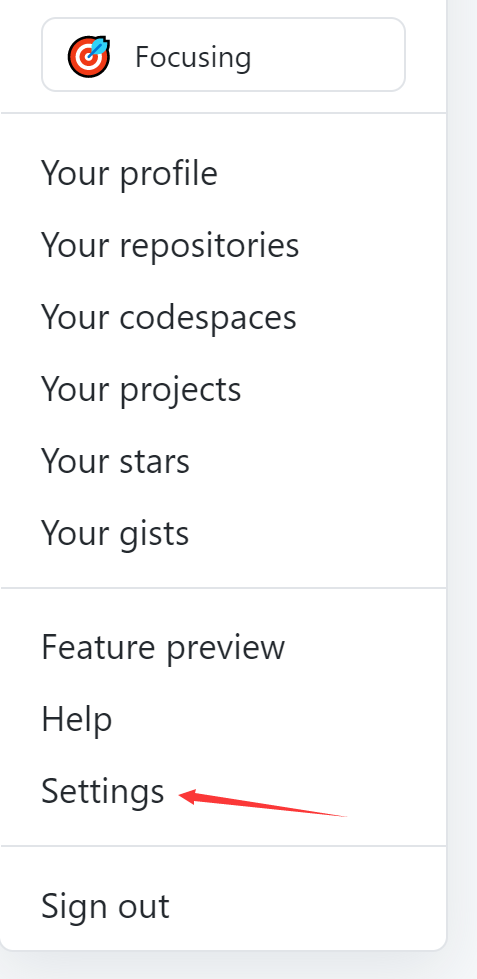 Focusing
Your profile
Your repositories
Your codespaces
Your projects
Your stars
Your gists
Feature preview
Help
Settings
Sign out